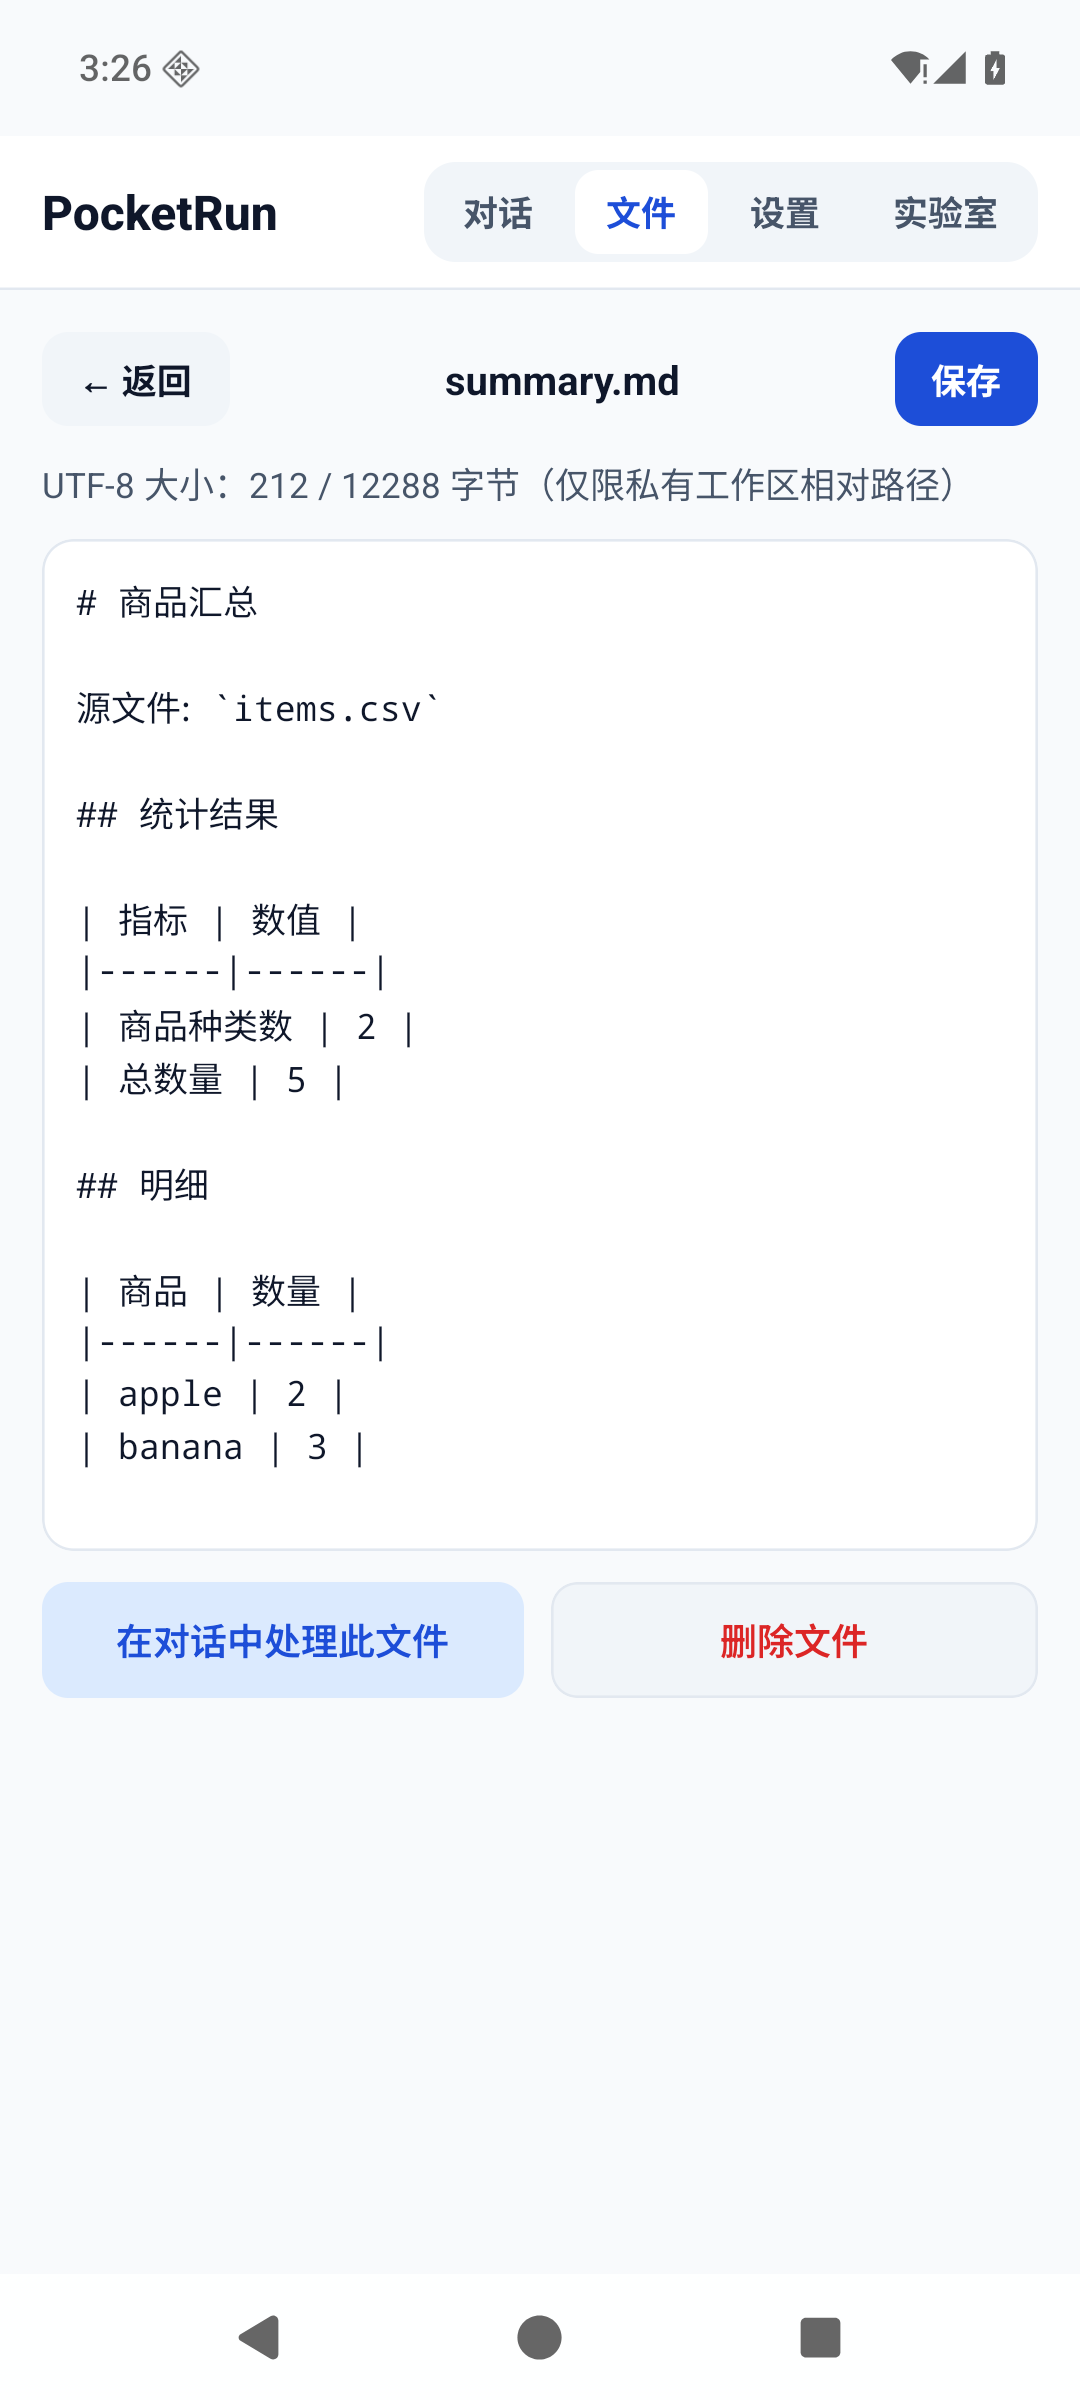 3:26
PocketRun
对话 文件 设置 实验室
← 返回 summary.md 保存
UTF-8 大小：212 / 12288 字节（仅限私有工作区相对路径）
# 商品汇总
源文件: `items.csv`
## 统计结果
| 指标 | 数值 |
|------|------|
| 商品种类数 | 2 |
| 总数量 | 5 |
## 明细
| 商品 | 数量 |
|------|------|
| apple | 2 |
| banana | 3 |
在对话中处理此文件 删除文件